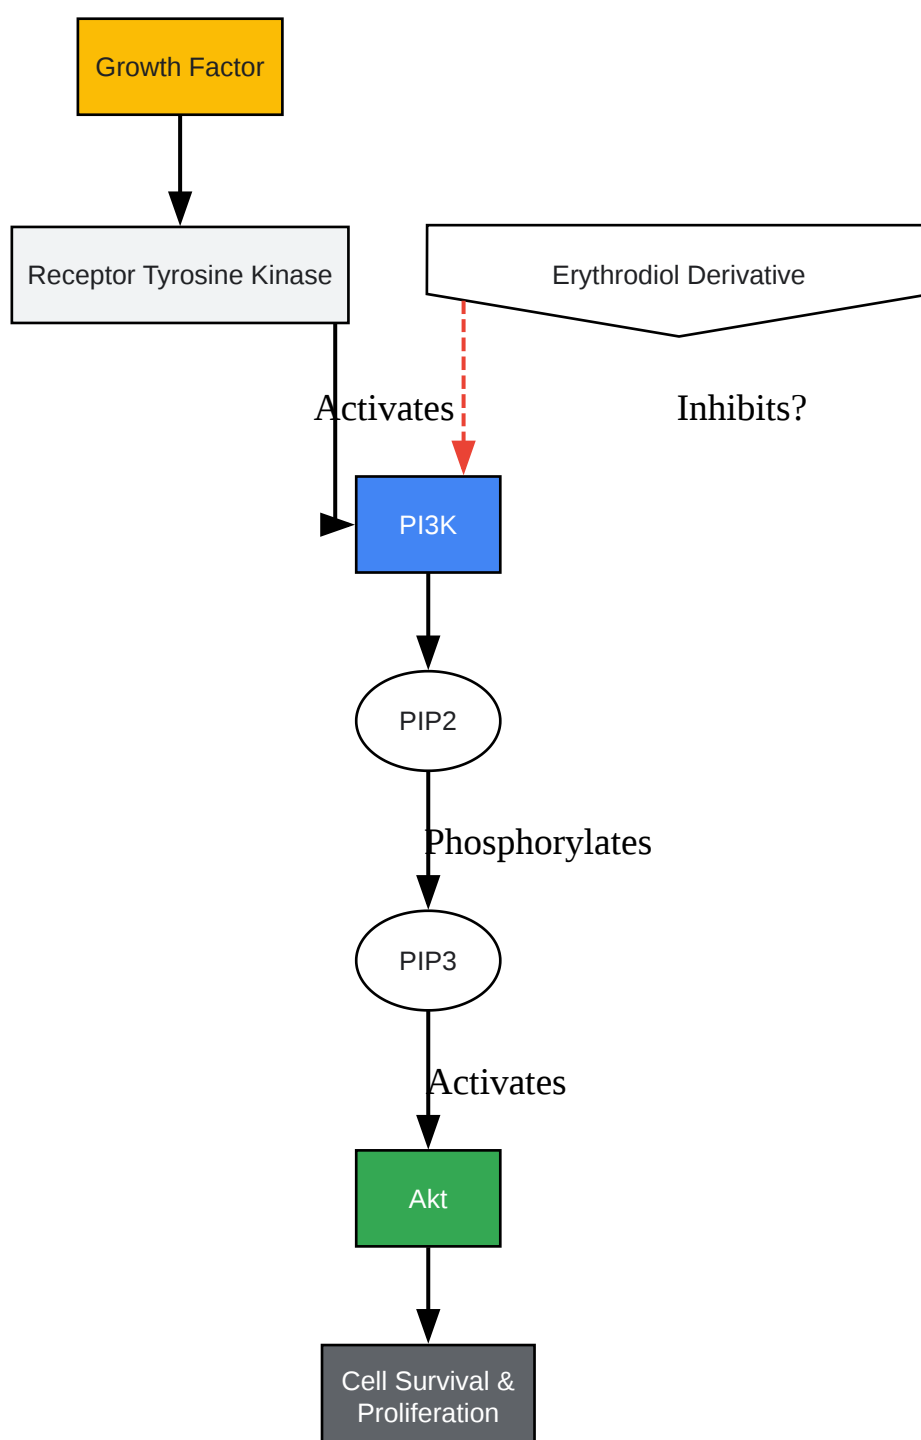 Growth Factor
Receptor Tyrosine Kinase
Erythrodiol Derivative
Activates
Inhibits?
PI3K
PIP2
Phosphorylates
PIP3
Activates
Akt
Cell Survival &
Proliferation